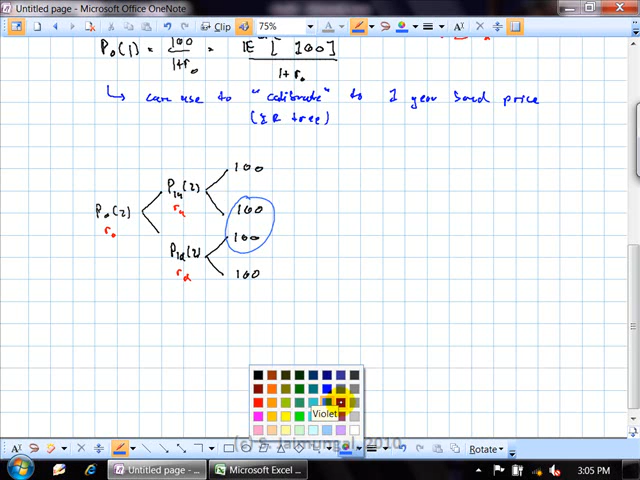 Untitled page - Microsoft Office OneNote
75%
P₀(1) = 100 / 1+r₀ = 𝔼 [ 100 ] / 1+r₀
↳ can use to "calibrate" to 1 year bond price
(IR tree)
100
P₁ᵤ(2)
rᵤ
100
P₀(2)
r₀
100
P₁d(2)
rd
100
Violet
(c) S. Jaimungal, 2010
Rotate
Untitled page - ...
Microsoft Excel ...
3:05 PM